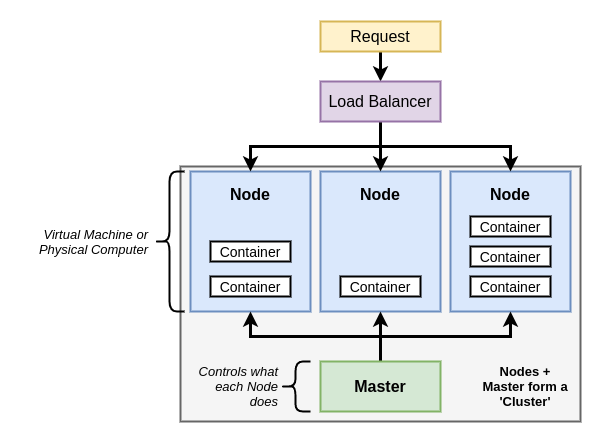 Request
Load Balancer
Node
Node
Node
Container
Container
Container
Container
Container
Container
Virtual Machine or
Physical Computer
Controls what
each Node
does
Master
Nodes +
Master form a
'Cluster'